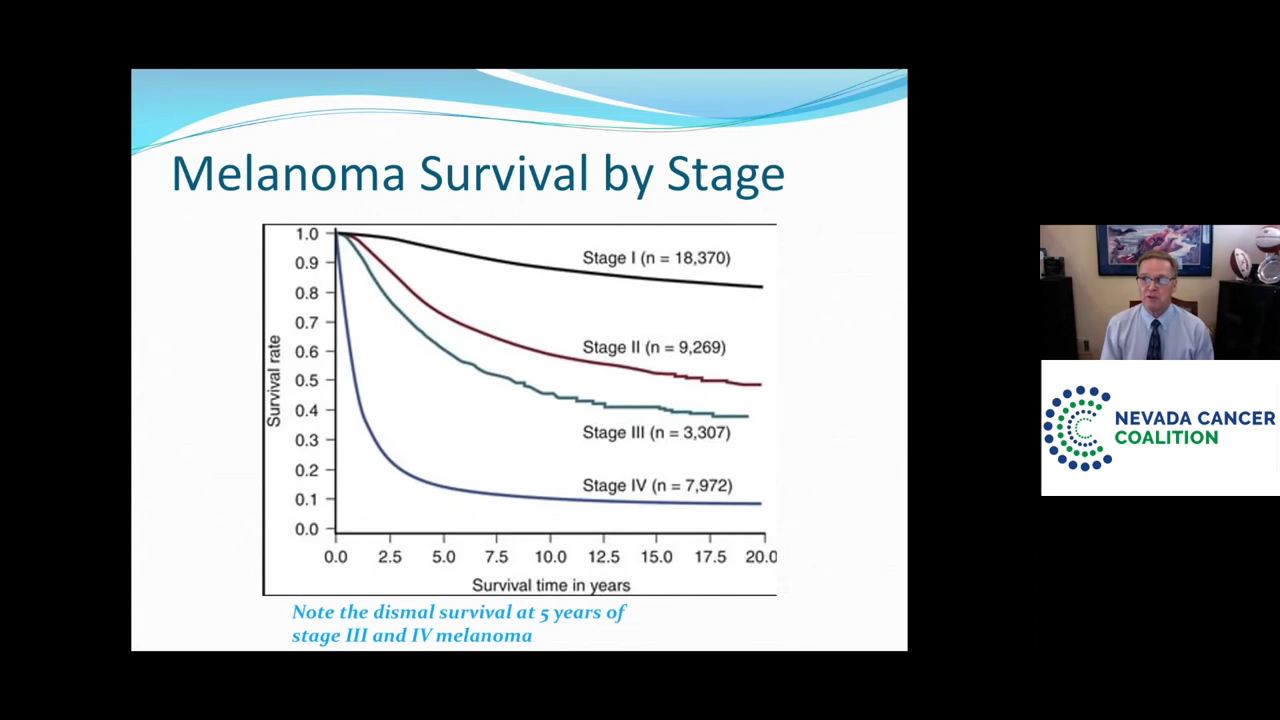 Melanoma Survival by Stage
1.0
0.9
0.8
0.7
0.6
0.5
0.4
0.3
0.2
0.1
0.0
Survival rate
Stage I (n = 18,370)
Stage II (n = 9,269)
Stage III (n = 3,307)
Stage IV (n = 7,972)
0.0 2.5 5.0 7.5 10.0 12.5 15.0 17.5 20.0
Survival time in years
Note the dismal survival at 5 years of
stage III and IV melanoma
NEVADA CANCER
COALITION